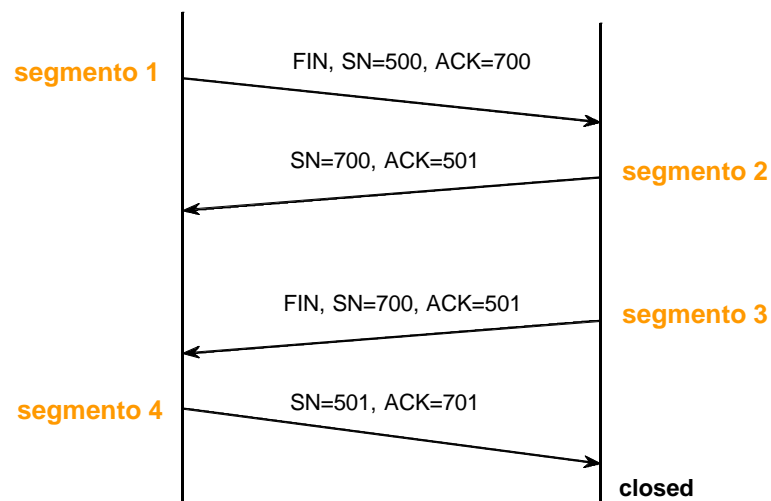 FIN, SN=500, ACK=700
segmento 1
SN=700, ACK=501
segmento 2
FIN, SN=700, ACK=501
segmento 3
SN=501, ACK=701
segmento 4
closed